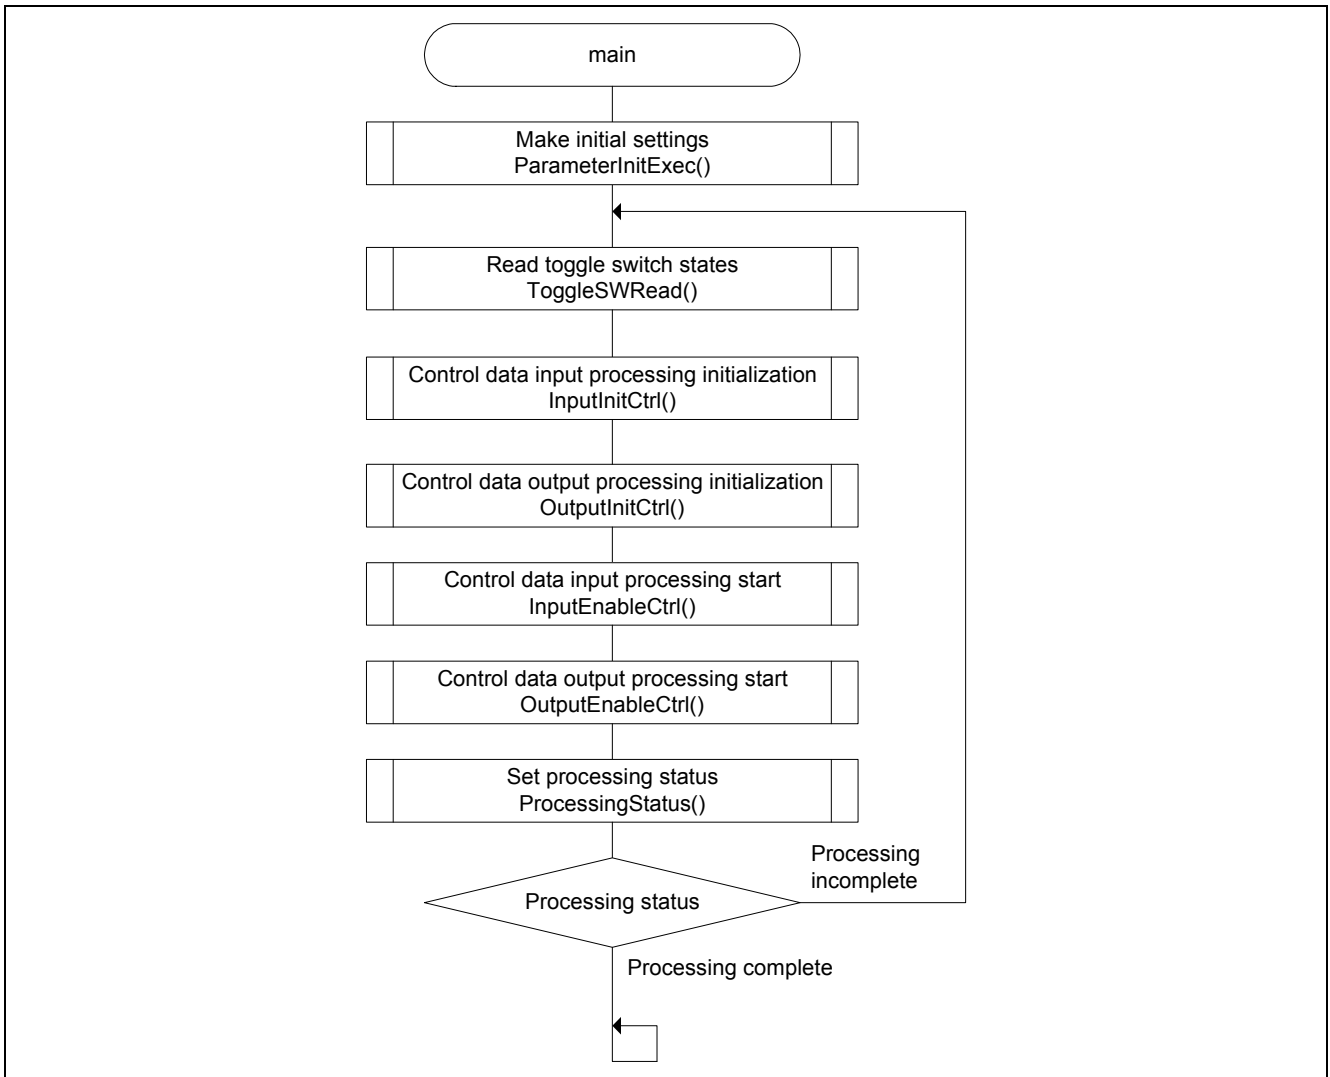 main
Make initial settings
ParameterInitExec()
Read toggle switch states
ToggleSWRead()
Control data input processing initialization
InputInitCtrl()
Control data output processing initialization
OutputInitCtrl()
Control data input processing start
InputEnableCtrl()
Control data output processing start
OutputEnableCtrl()
Set processing status
ProcessingStatus()
Processing
incomplete
Processing status
Processing complete